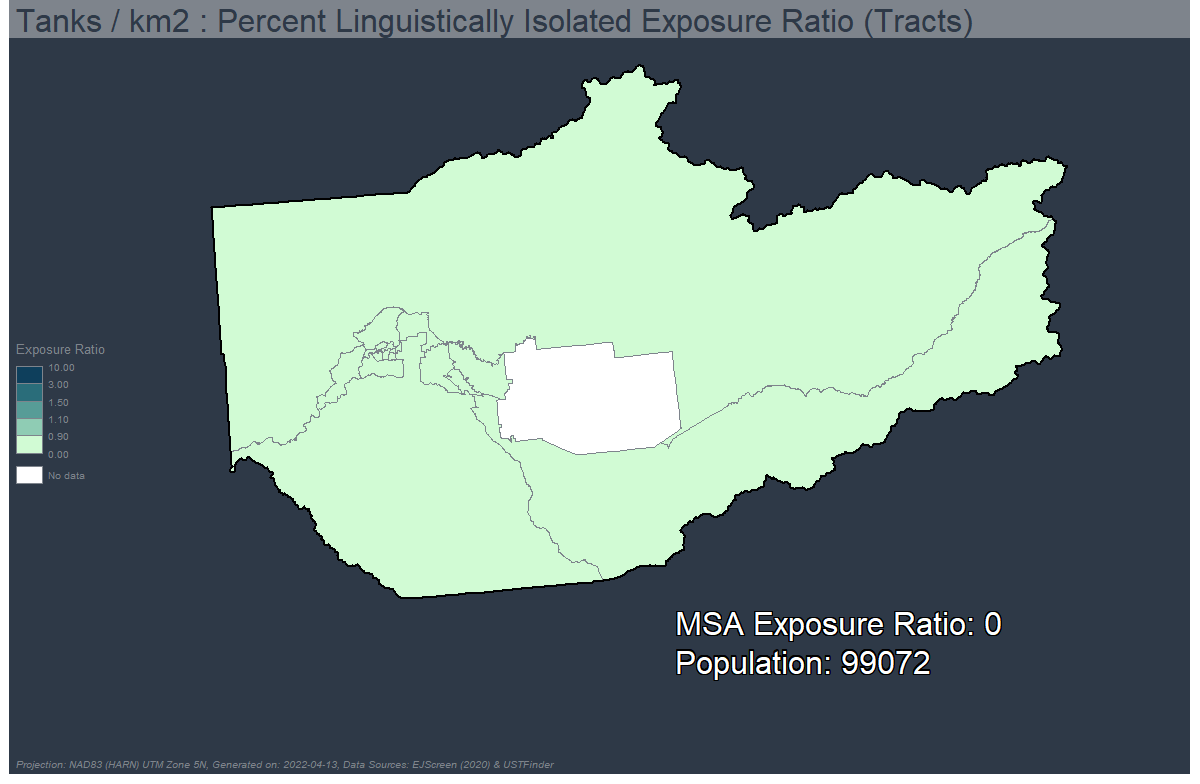 Tanks / km2 : Percent Linguistically Isolated Exposure Ratio (Tracts)
Exposure Ratio
10.00
3.00
1.50
1.10
0.90
0.00
No data
MSA Exposure Ratio: 0
Population: 99072
Projection: NAD83 (HARN) UTM Zone 5N, Generated on: 2022-04-13, Data Sources: EJScreen (2020) & USTFinder